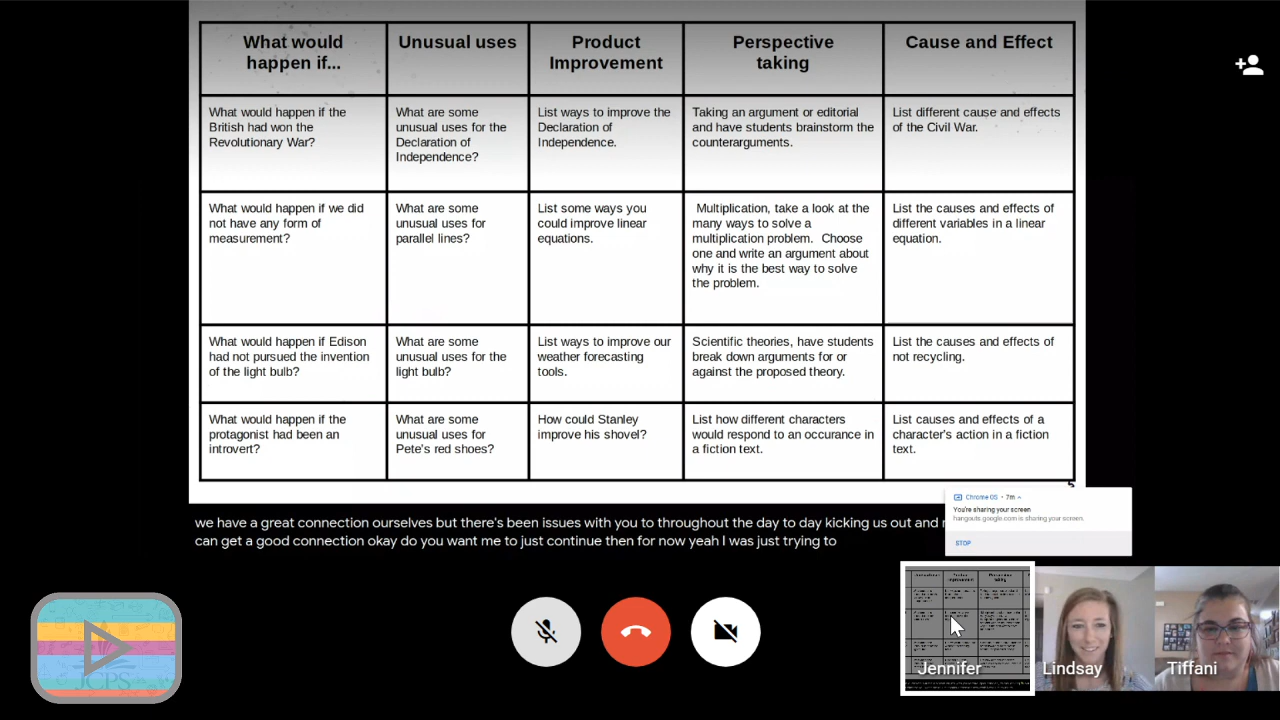 What would
happen if...
Unusual uses
Product
Improvement
Perspective
taking
Cause and Effect
What would happen if the
British had won the
Revolutionary War?
What are some
unusual uses for the
Declaration of
Independence?
List ways to improve the
Declaration of
Independence.
Taking an argument or editorial
and have students brainstorm the
counterarguments.
List different cause and effects
of the Civil War.
What would happen if we did
not have any form of
measurement?
What are some
unusual uses for
parallel lines?
List some ways you
could improve linear
equations.
Multiplication, take a look at the
many ways to solve a
multiplication problem. Choose
one and write an argument about
why it is the best way to solve
the problem.
List the causes and effects of
different variables in a linear
equation.
What would happen if Edison
had not pursued the invention
of the light bulb?
What are some
unusual uses for the
light bulb?
List ways to improve our
weather forecasting
tools.
Scientific theories, have students
break down arguments for or
against the proposed theory.
List the causes and effects of
not recycling.
What would happen if the
protagonist had been an
introvert?
What are some
unusual uses for
Pete's red shoes?
How could Stanley
improve his shovel?
List how different characters
would respond to an occurance in
a fiction text.
List causes and effects of a
character's action in a fiction
text.
we have a great connection ourselves but there's been issues with you to throughout the day to day kicking us out and
can get a good connection okay do you want me to just continue then for now yeah I was just trying to
Chrome OS • 7m
You're sharing your screen
hangouts.google.com is sharing your screen.
STOP
Jennifer
Lindsay
Tiffani
JCPS